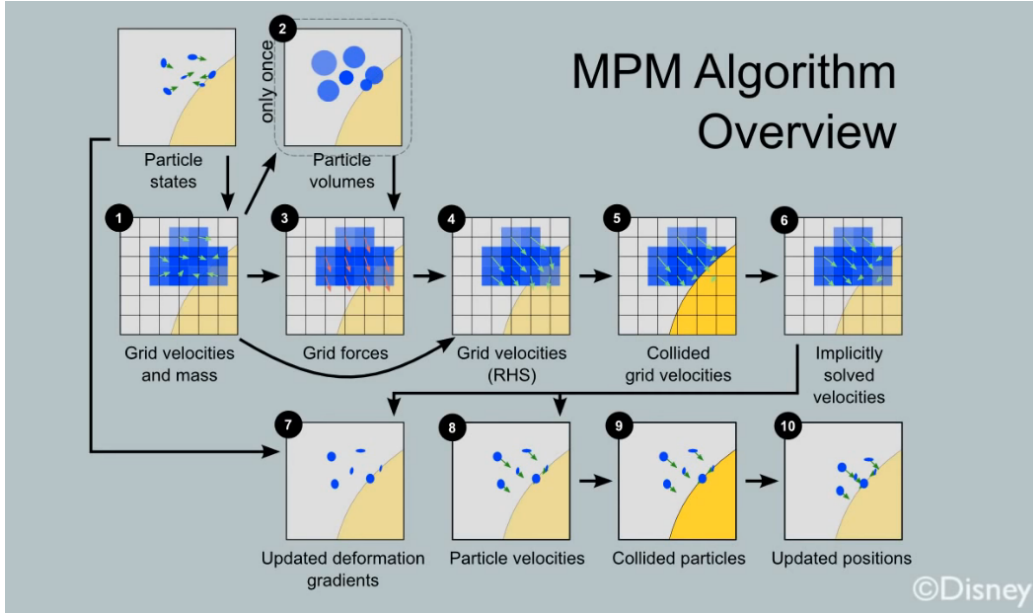 MPM Algorithm
Overview
only once
2
Particle
states
Particle
volumes
1
3
4
5
6
Grid velocities
and mass
Grid forces
Grid velocities
(RHS)
Collided
grid velocities
Implicitly
solved
velocities
7
8
9
10
Updated deformation
gradients
Particle velocities
Collided particles
Updated positions
©Disney